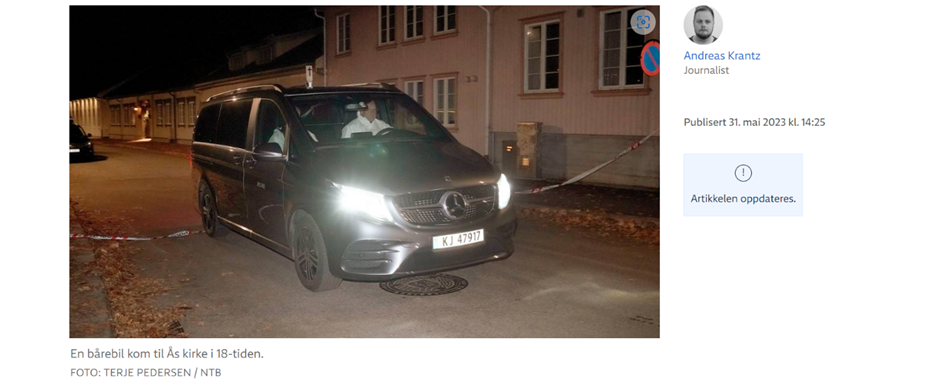 KJ 47917
En bårebil kom til Ås kirke i 18-tiden.
FOTO: TERJE PEDERSEN / NTB
Andreas Krantz
Journalist
Publisert 31. mai 2023 kl. 14:25
Artikkelen oppdateres.